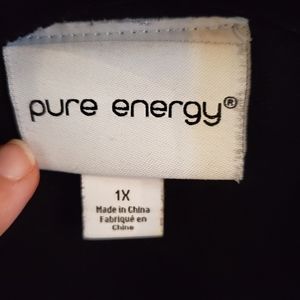 pure energy®
1X
Made in China
Fabriqué en
Chine